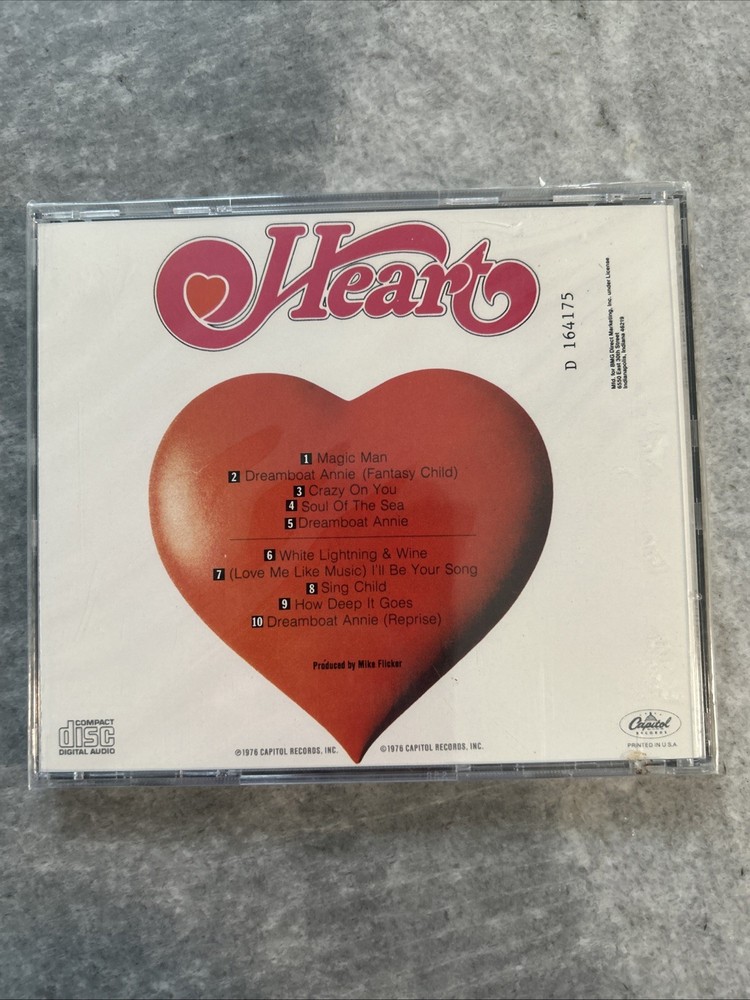 Heart
D 164175
Mfd. for BMG Direct Marketing, Inc. under License
6550 East 30th Street
Indianapolis, Indiana 46219
1 Magic Man
2 Dreamboat Annie (Fantasy Child)
3 Crazy On You
4 Soul Of The Sea
5 Dreamboat Annie
6 White Lightning & Wine
7 (Love Me Like Music) I'll Be Your Song
8 Sing Child
9 How Deep It Goes
10 Dreamboat Annie (Reprise)
Produced by Mike Flicker
COMPACT
disc
DIGITAL AUDIO
℗1976 CAPITOL RECORDS, INC. ©1976 CAPITOL RECORDS, INC.
Capitol
RECORDS
PRINTED IN U.S.A.